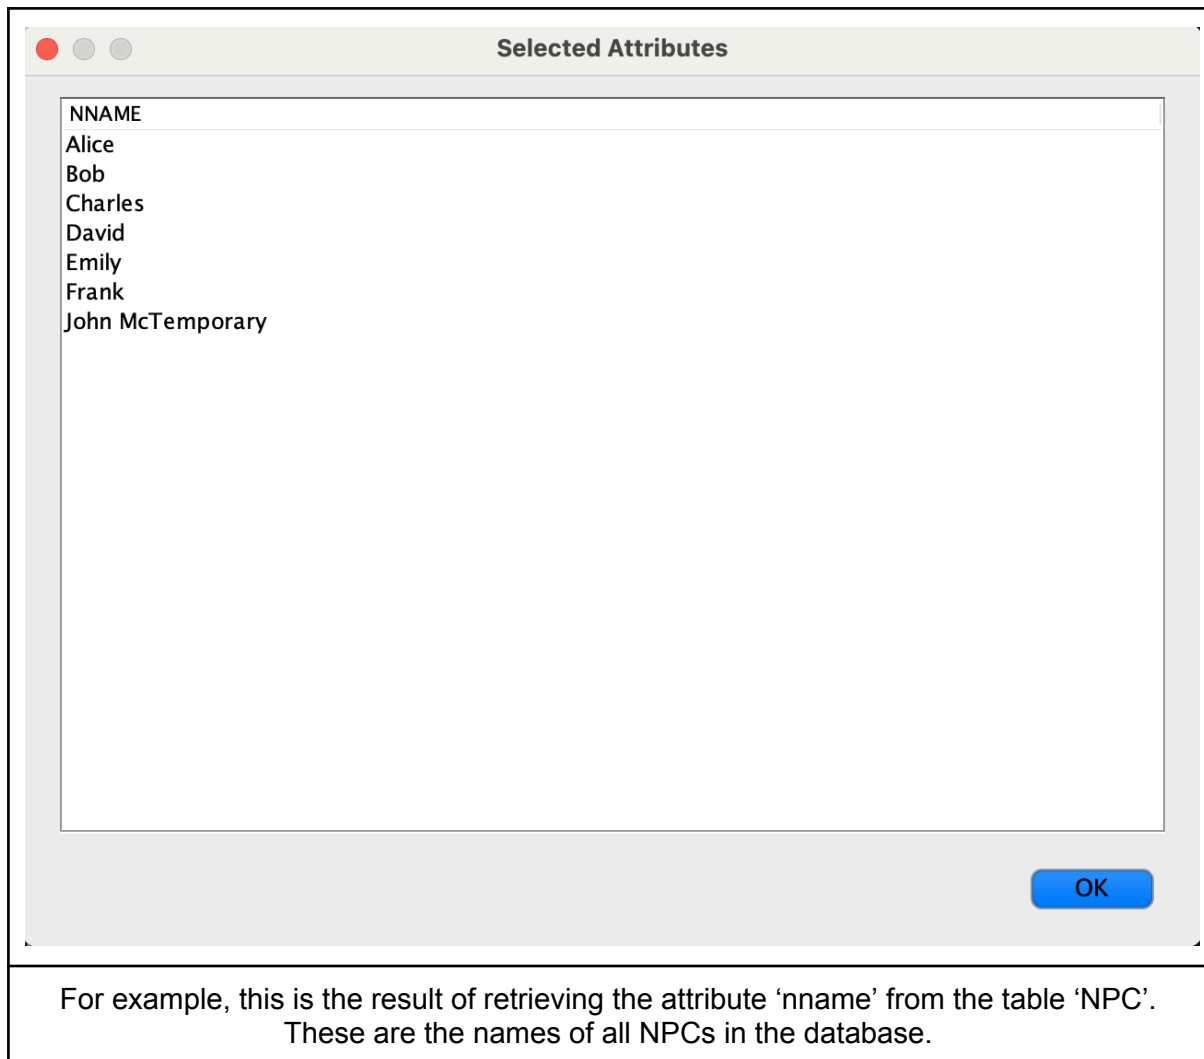 Selected Attributes
NNAME
Alice
Bob
Charles
David
Emily
Frank
John McTemporary
OK
For example, this is the result of retrieving the attribute ‘nname’ from the table ‘NPC’.
These are the names of all NPCs in the database.